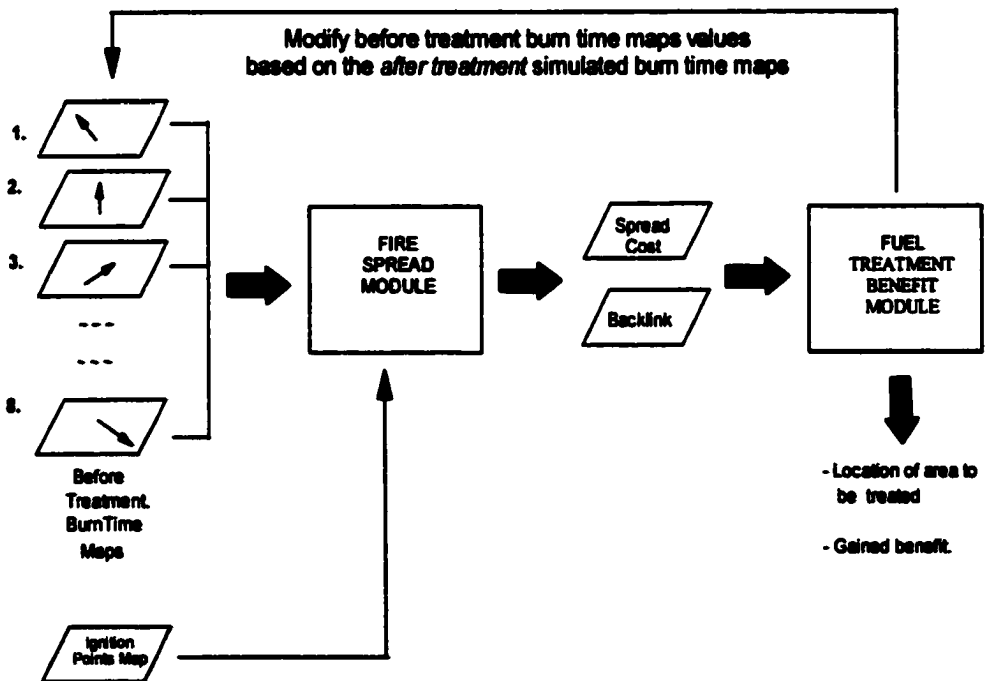 Modify before treatment burn time maps values
based on the after treatment simulated burn time maps
1.
2.
3.
8.
Before
Treatment.
BurnTime
Maps
Ignition
Points Map
FIRE
SPREAD
MODULE
Spread
Cost
Backlink
FUEL
TREATMENT
BENEFIT
MODULE
- Location of area to
be treated
- Gained benefit.